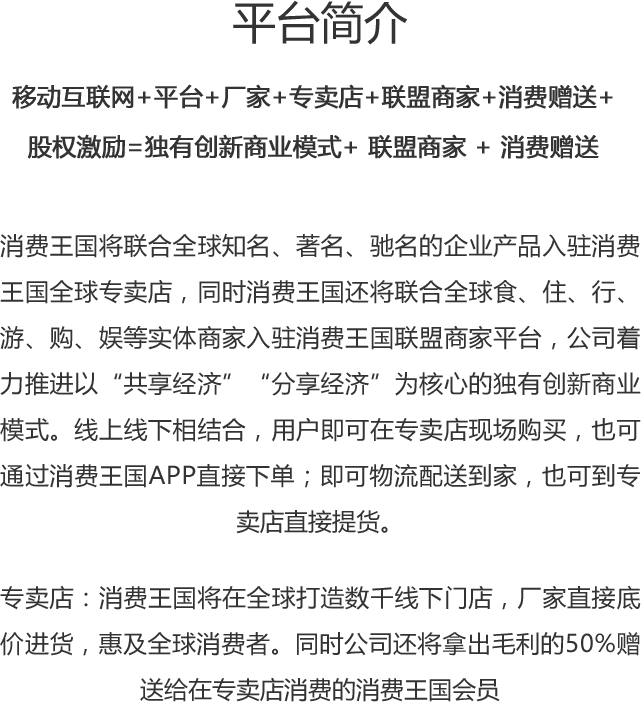 平台简介
移动互联网+平台+厂家+专卖店+联盟商家+消费赠送+
股权激励=独有创新商业模式+ 联盟商家 + 消费赠送
消费王国将联合全球知名、著名、驰名的企业产品入驻消费
王国全球专卖店，同时消费王国还将联合全球食、住、行、
游、购、娱等实体商家入驻消费王国联盟商家平台，公司着
力推进以“共享经济”“分享经济”为核心的独有创新商业
模式。线上线下相结合，用户即可在专卖店现场购买，也可
通过消费王国APP直接下单；即可物流配送到家，也可到专
卖店直接提货。
专卖店：消费王国将在全球打造数千线下门店，厂家直接底
价进货，惠及全球消费者。同时公司还将拿出毛利的50%赠
送给在专卖店消费的消费王国会员